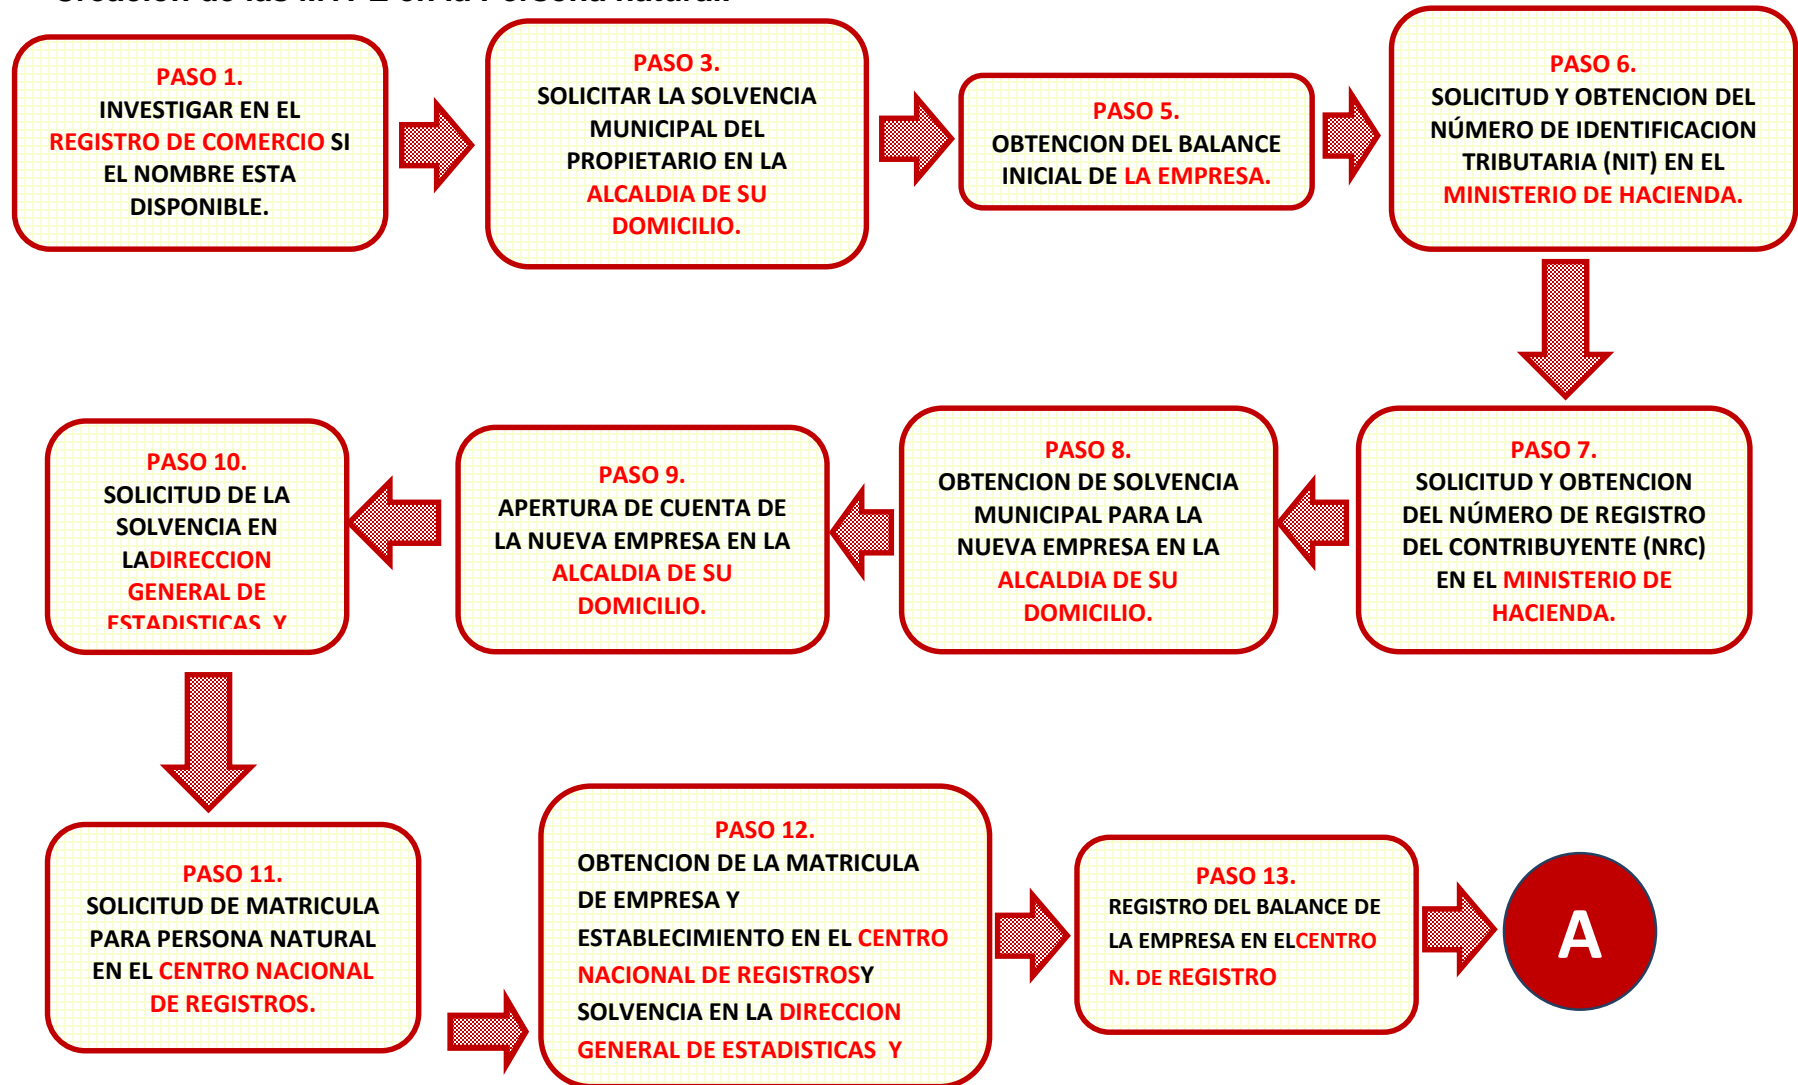 en la Persona natural.
PASO 1.
INVESTIGAR EN EL
REGISTRO DE COMERCIO SI
EL NOMBRE ESTA
DISPONIBLE.
PASO 3.
SOLICITAR LA SOLVENCIA
MUNICIPAL DEL
PROPIETARIO EN LA
ALCALDIA DE SU
DOMICILIO.
PASO 5.
OBTENCION DEL BALANCE
INICIAL DE LA EMPRESA.
PASO 6.
SOLICITUD Y OBTENCION DEL
NÚMERO DE IDENTIFICACION
TRIBUTARIA (NIT) EN EL
MINISTERIO DE HACIENDA.
PASO 7.
SOLICITUD Y OBTENCION
DEL NÚMERO DE REGISTRO
DEL CONTRIBUYENTE (NRC)
EN EL MINISTERIO DE
HACIENDA.
PASO 8.
OBTENCION DE SOLVENCIA
MUNICIPAL PARA LA
NUEVA EMPRESA EN LA
ALCALDIA DE SU
DOMICILIO.
PASO 9.
APERTURA DE CUENTA DE
LA NUEVA EMPRESA EN LA
ALCALDIA DE SU
DOMICILIO.
PASO 10.
SOLICITUD DE LA
SOLVENCIA EN
LADIRECCION
GENERAL DE
ESTADISTICAS Y
PASO 11.
SOLICITUD DE MATRICULA
PARA PERSONA NATURAL
EN EL CENTRO NACIONAL
DE REGISTROS.
PASO 12.
OBTENCION DE LA MATRICULA
DE EMPRESA Y
ESTABLECIMIENTO EN EL CENTRO
NACIONAL DE REGISTROSY
SOLVENCIA EN LA DIRECCION
GENERAL DE ESTADISTICAS Y
PASO 13.
REGISTRO DEL BALANCE DE
LA EMPRESA EN ELCENTRO
N. DE REGISTRO
A